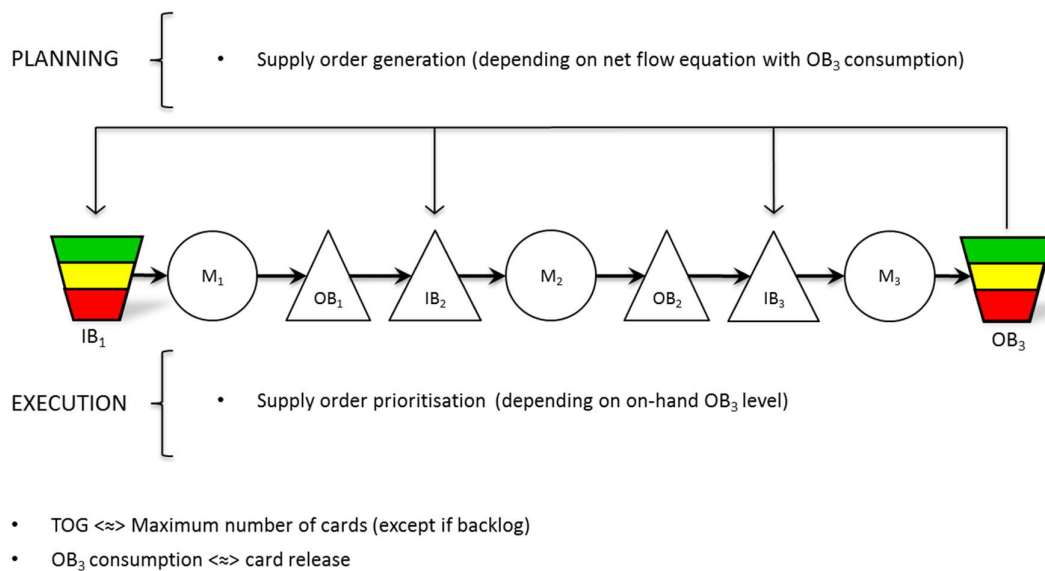 PLANNING
• Supply order generation (depending on net flow equation with OB₃ consumption)
M₁
OB₁
IB₂
M₂
OB₂
IB₃
M₃
IB₁
OB₃
EXECUTION
• Supply order prioritisation (depending on on-hand OB₃ level)
• TOG <≈> Maximum number of cards (except if backlog)
• OB₃ consumption <≈> card release